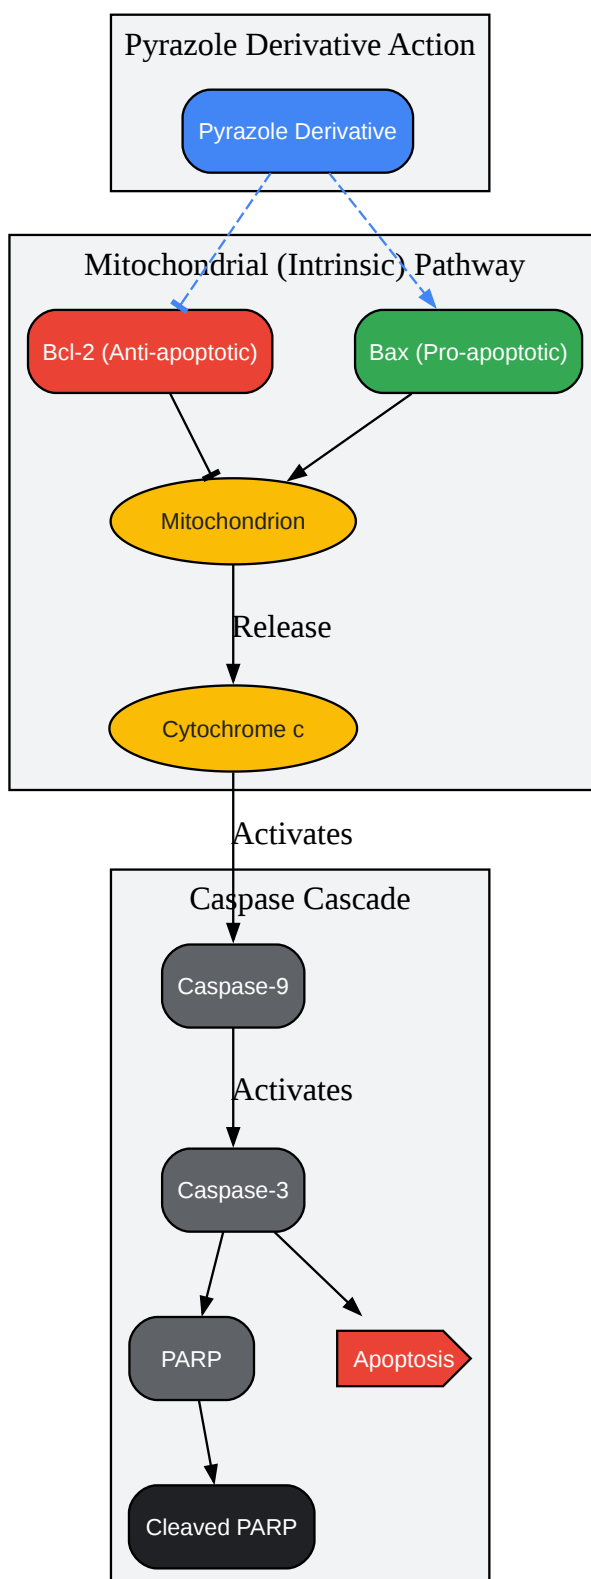 Pyrazole Derivative Action
Pyrazole Derivative
Mitochondrial (Intrinsic) Pathway
Bcl-2 (Anti-apoptotic)
Bax (Pro-apoptotic)
Mitochondrion
Release
Cytochrome c
Activates
Caspase Cascade
Caspase-9
Activates
Caspase-3
PARP
Apoptosis
Cleaved PARP